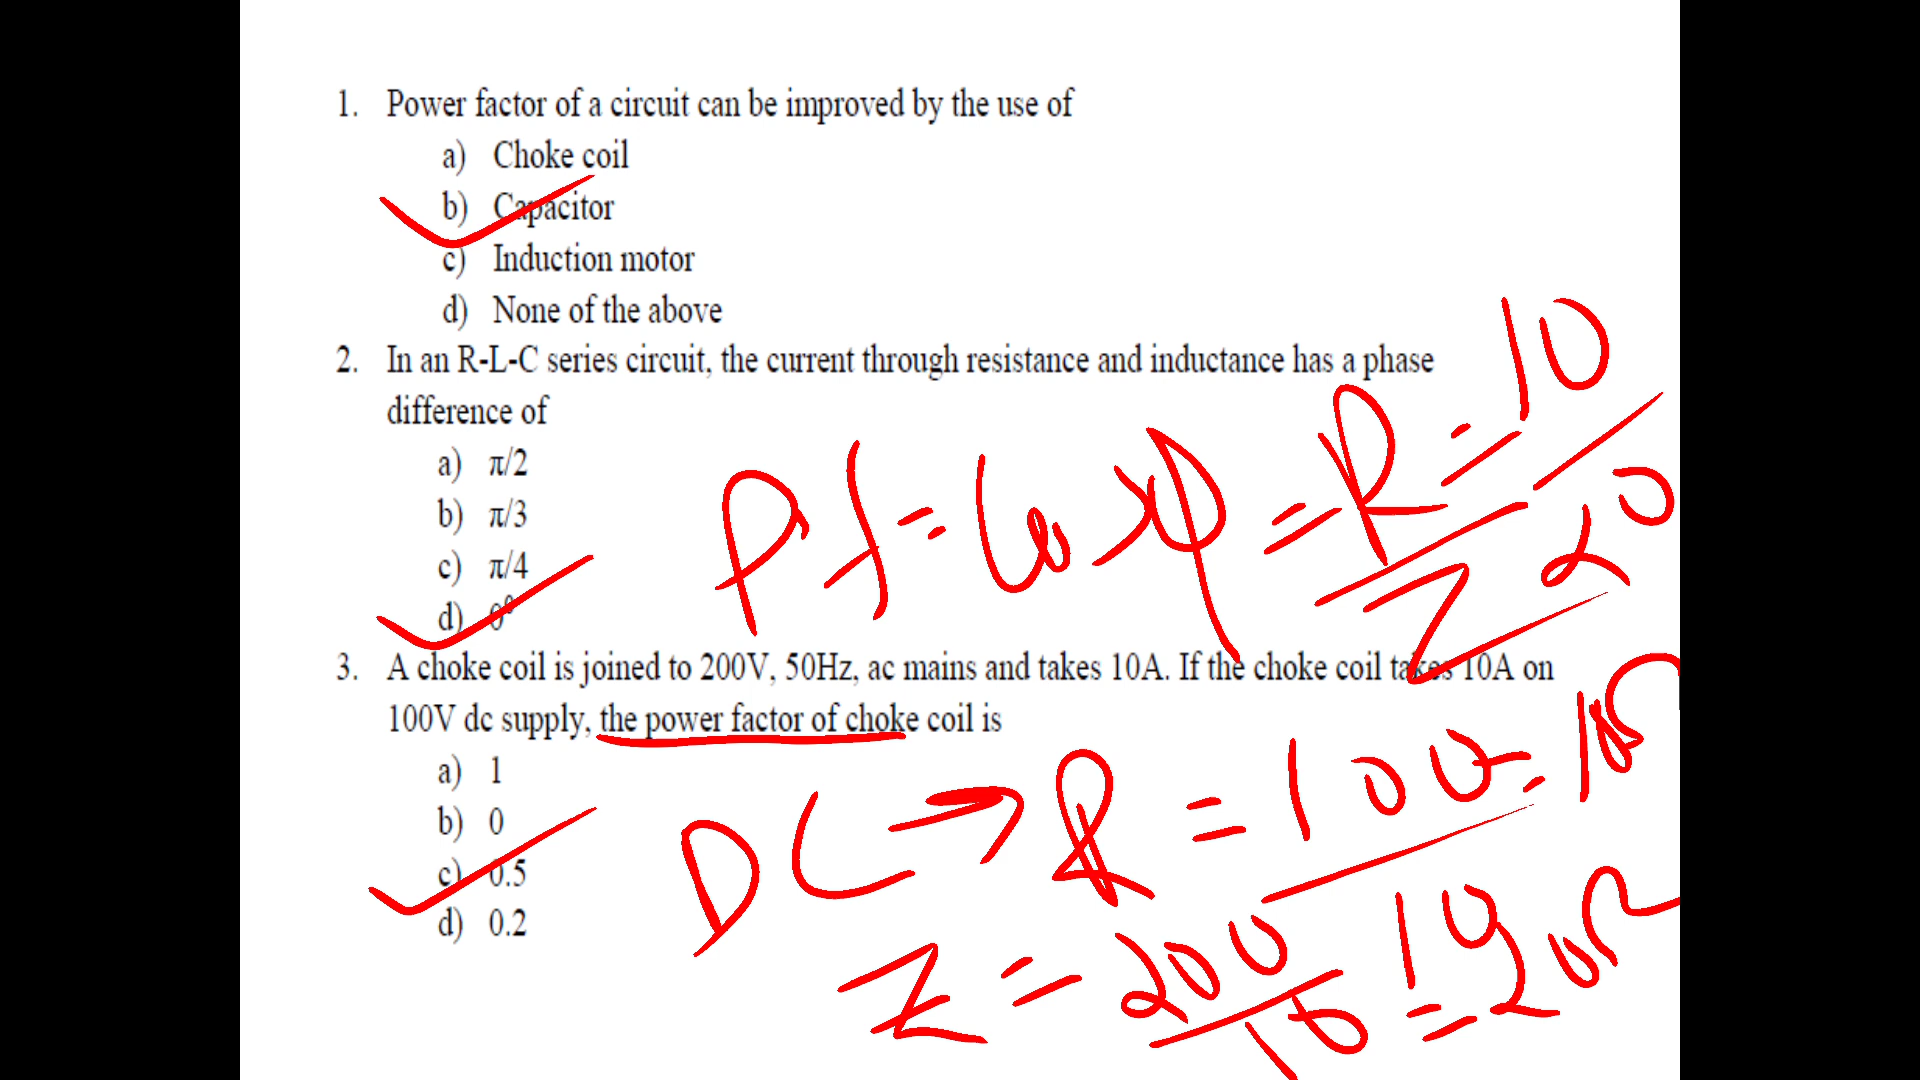 1. Power factor of a circuit can be improved by the use of
a) Choke coil
b) Capacitor
c) Induction motor
d) None of the above
2. In an R-L-C series circuit, the current through resistance and inductance has a phase
difference of
a) π/2
b) π/3
c) π/4
d) 0⁰
Pf = Cos φ = R/Z = 10/20
3. A choke coil is joined to 200V, 50Hz, ac mains and takes 10A. If the choke coil takes 10A on
100V dc supply, the power factor of choke coil is
a) 1
b) 0
c) 0.5
d) 0.2
DC → R = 100/10 = 10Ω
Z = 200/10 = 20Ω